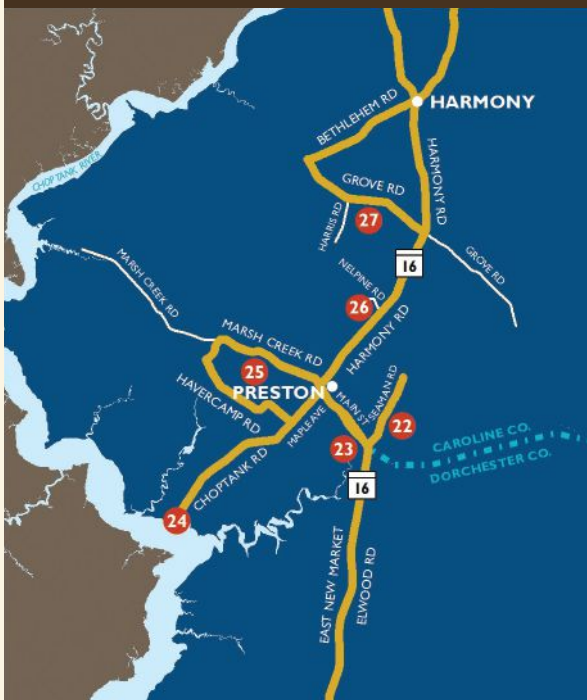 HARMONY
BETHLEHEM RD
CHOPTANK RIVER
HARMONY RD
GROVE RD
27
HARRIS RD
16
GROVE RD
MARSH CREEK RD
NELPINE RD
26
MARSH CREEK RD
HARMONY RD
25
PRESTON
MAIN ST
SEAMAN RD
HAVERCAMP RD
MAPLE AVE
22
23
CAROLINE CO.
DORCHESTER CO.
CHOPTANK RD
16
24
EAST NEW MARKET
ELWOOD RD